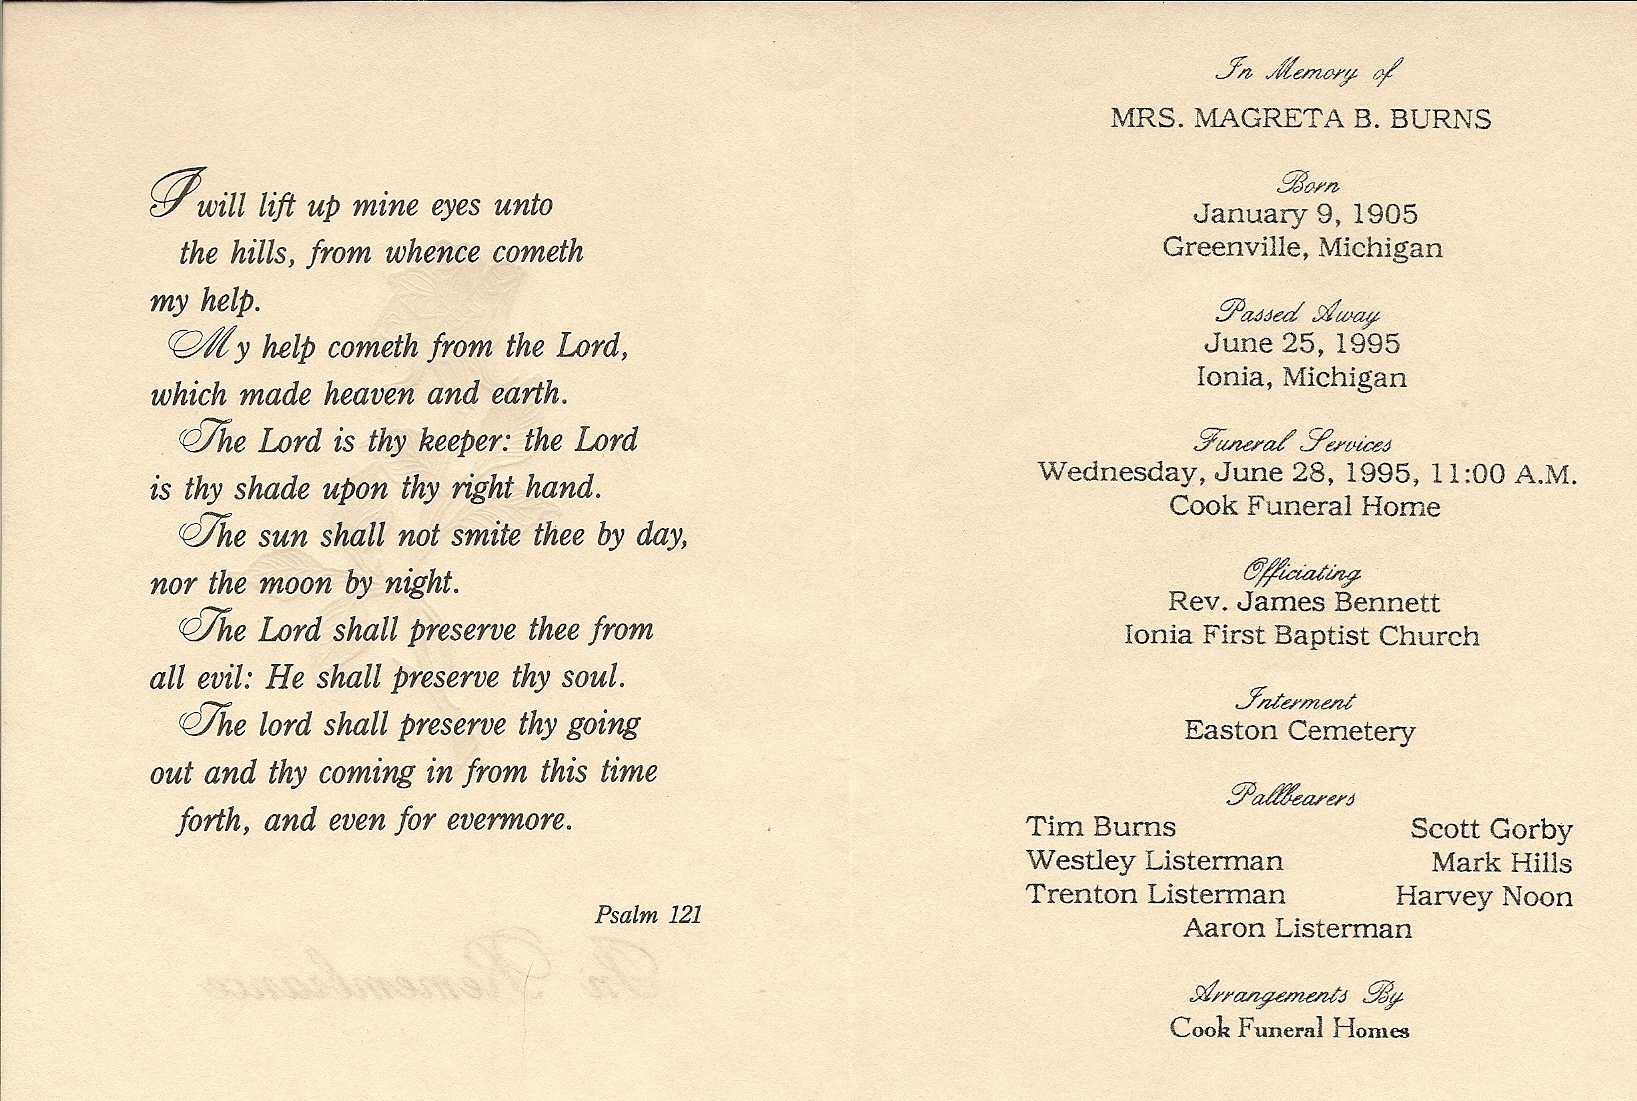 I will lift up mine eyes unto
the hills, from whence cometh
my help.
My help cometh from the Lord,
which made heaven and earth.
The Lord is thy keeper: the Lord
is thy shade upon thy right hand.
The sun shall not smite thee by day,
nor the moon by night.
The Lord shall preserve thee from
all evil: He shall preserve thy soul.
The lord shall preserve thy going
out and thy coming in from this time
forth, and even for evermore.
Psalm 121
In Remembrance
In Memory of
MRS. MAGRETA B. BURNS
Born
January 9, 1905
Greenville, Michigan
Passed Away
June 25, 1995
Ionia, Michigan
Funeral Services
Wednesday, June 28, 1995, 11:00 A.M.
Cook Funeral Home
Officiating
Rev. James Bennett
Ionia First Baptist Church
Interment
Easton Cemetery
Pallbearers
Tim Burns Scott Gorby
Westley Listerman Mark Hills
Trenton Listerman Harvey Noon
Aaron Listerman
Arrangements By
Cook Funeral Homes